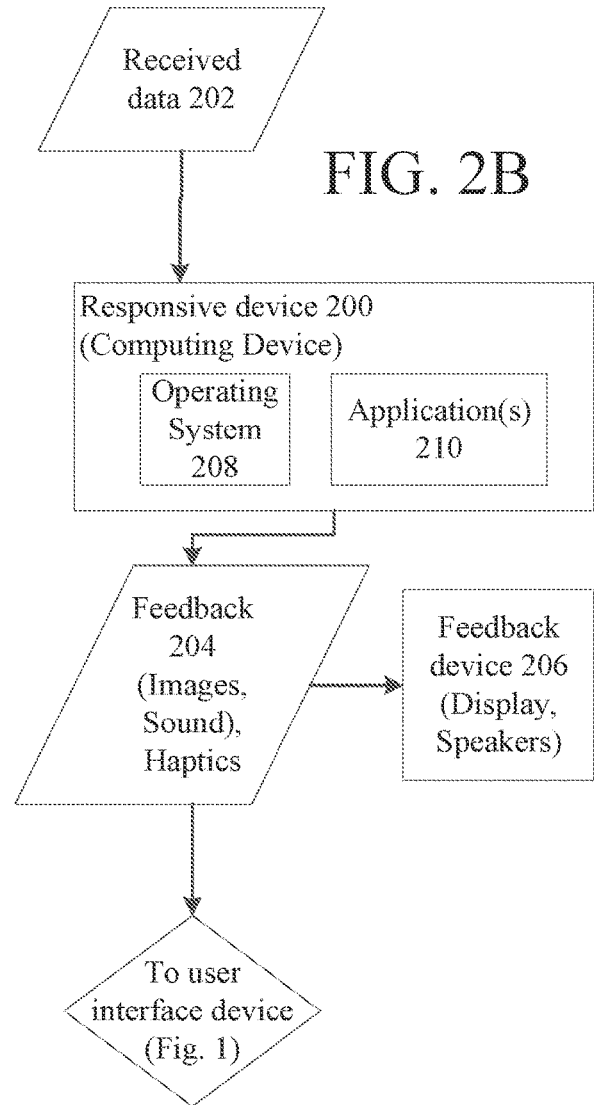 Received
data 202
FIG. 2B
Responsive device 200
(Computing Device)
Operating
System
208
Application(s)
210
Feedback
204
(Images,
Sound),
Haptics
Feedback
device 206
(Display,
Speakers)
To user
interface device
(Fig. 1)